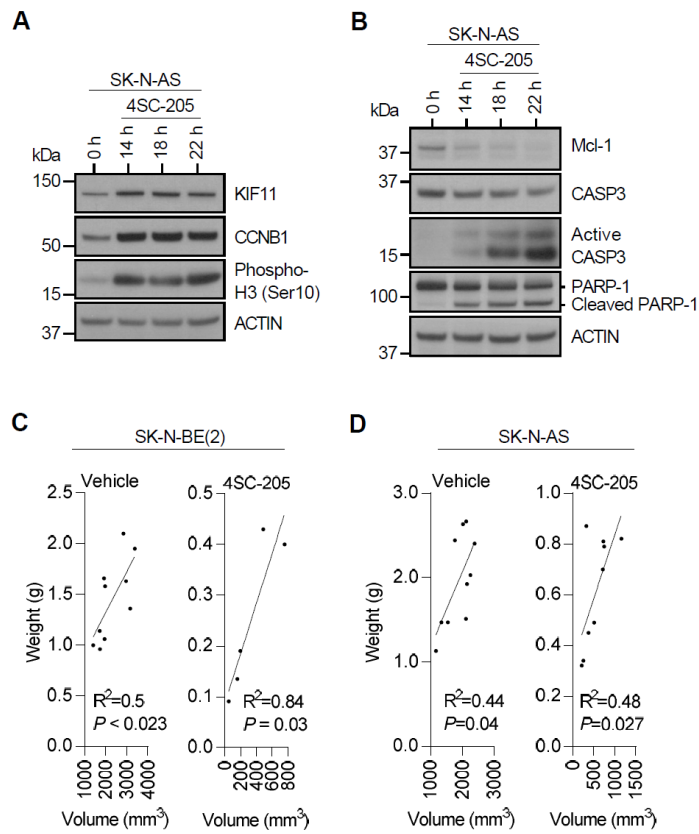 A
SK-N-AS
4SC-205
0 h
14 h
18 h
22 h
kDa
150
KIF11
50
CCNB1
15
Phospho-
H3 (Ser10)
37
ACTIN
B
SK-N-AS
4SC-205
0 h
14 h
18 h
22 h
kDa
37
Mcl-1
37
CASP3
15
Active
CASP3
100
PARP-1
Cleaved PARP-1
37
ACTIN
C
SK-N-BE(2)
Vehicle
Weight (g)
2.5
2.0
1.5
1.0
0.5
0.0
R²=0.5
P < 0.023
1000
2000
3000
4000
Volume (mm³)
4SC-205
0.5
0.4
0.3
0.2
0.1
0.0
R²=0.84
P = 0.03
0
200
400
600
800
Volume (mm³)
D
SK-N-AS
Vehicle
Weight (g)
3.0
2.0
1.0
0.0
R²=0.44
P=0.04
1000
2000
3000
Volume (mm³)
4SC-205
1.0
0.8
0.6
0.4
0.2
0.0
R²=0.48
P=0.027
0
500
1000
1500
Volume (mm³)